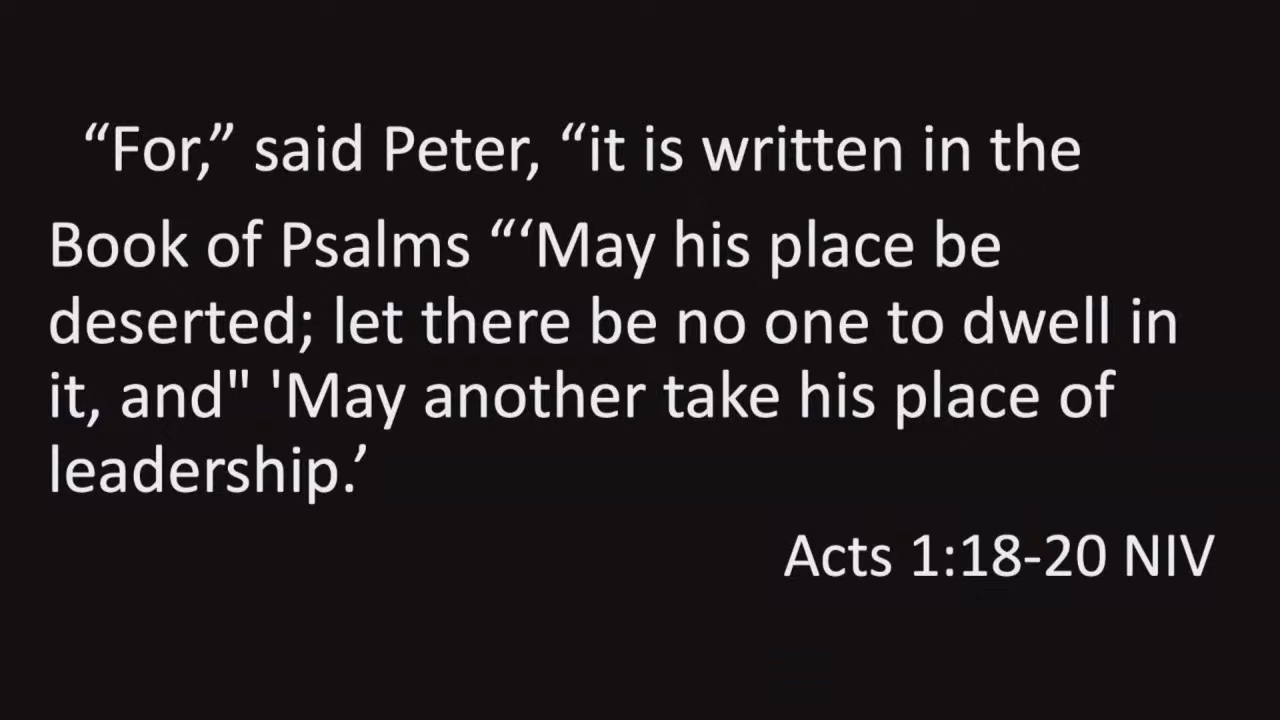 “For,” said Peter, “it is written in the
Book of Psalms “‘May his place be
deserted; let there be no one to dwell in
it, and" 'May another take his place of
leadership.’
Acts 1:18-20 NIV